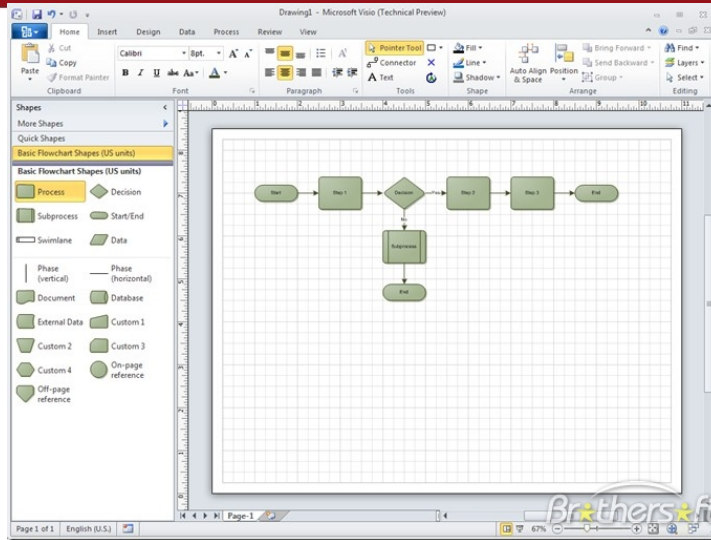 Drawing1 - Microsoft Visio (Technical Preview)
Home Insert Design Data Process Review View
Paste
Cut
Copy
Format Painter
Clipboard
Calibri 8pt.
B I U abc Aa A
Font
Paragraph
Pointer Tool
Connector
A Text
Tools
Fill
Line
Shadow
Shape
Auto Align & Space
Position
Bring Forward
Send Backward
Group
Arrange
Find
Layers
Select
Editing
Shapes
More Shapes
Quick Shapes
Basic Flowchart Shapes (US units)
Basic Flowchart Shapes (US units)
Process Decision
Subprocess Start/End
Swimlane Data
Phase (vertical) Phase (horizontal)
Document Database
External Data Custom 1
Custom 2 Custom 3
Custom 4 On-page reference
Off-page reference
Start Step 1 Decision Yes Step 2 Step 3 End
No
Subprocess
End
Page-1
Page 1 of 1 English (U.S.) 67%